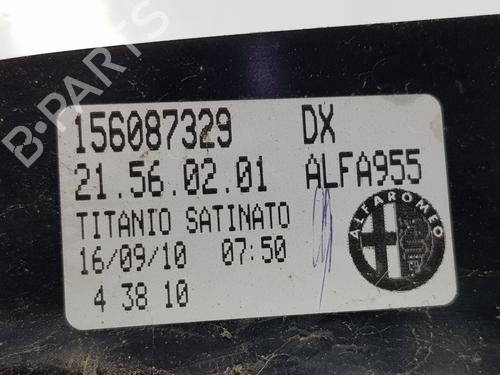 B-PARTS
156087329 DX
21.56.02.01 ALFA955
TITANIO SATINATO
16/09/10 07:50
4 38 10
ALFA ROMEO